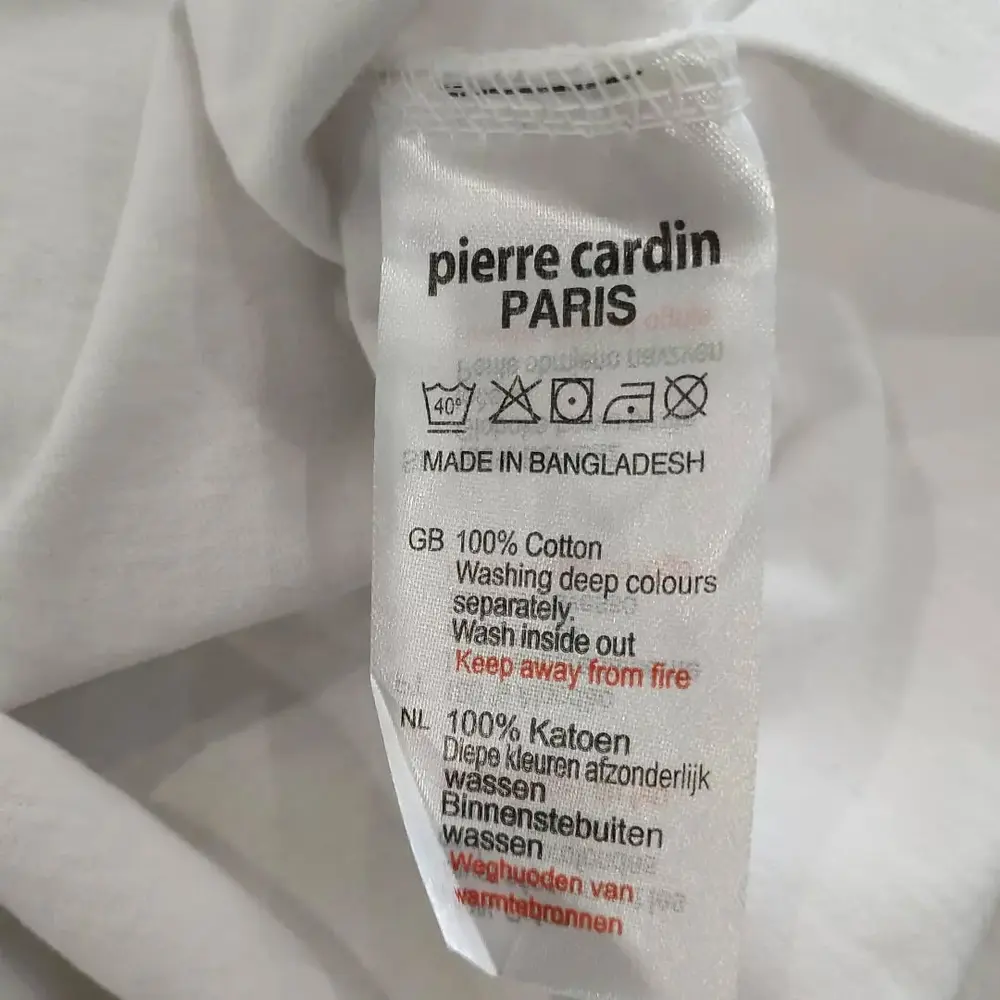 pierre cardin
PARIS
40°
MADE IN BANGLADESH
GB 100% Cotton
Washing deep colours
separately.
Wash inside out
Keep away from fire
NL 100% Katoen
Diepe kleuren afzonderlijk
wassen
Binnenstebuiten
wassen
Weghuoden van
warmtebronnen